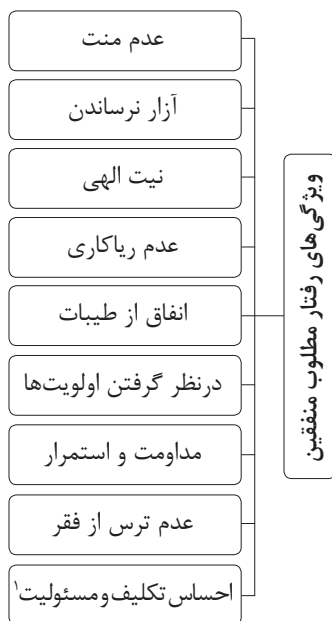 ویژگی‌های رفتار مطلوب منفقین
عدم منت
آزار نرساندن
نیت الهی
عدم ریاکاری
انفاق از طیبات
درنظر گرفتن اولویت‌ها
مداومت و استمرار
عدم ترس از فقر
احساس تکلیف و مسئولیت۱